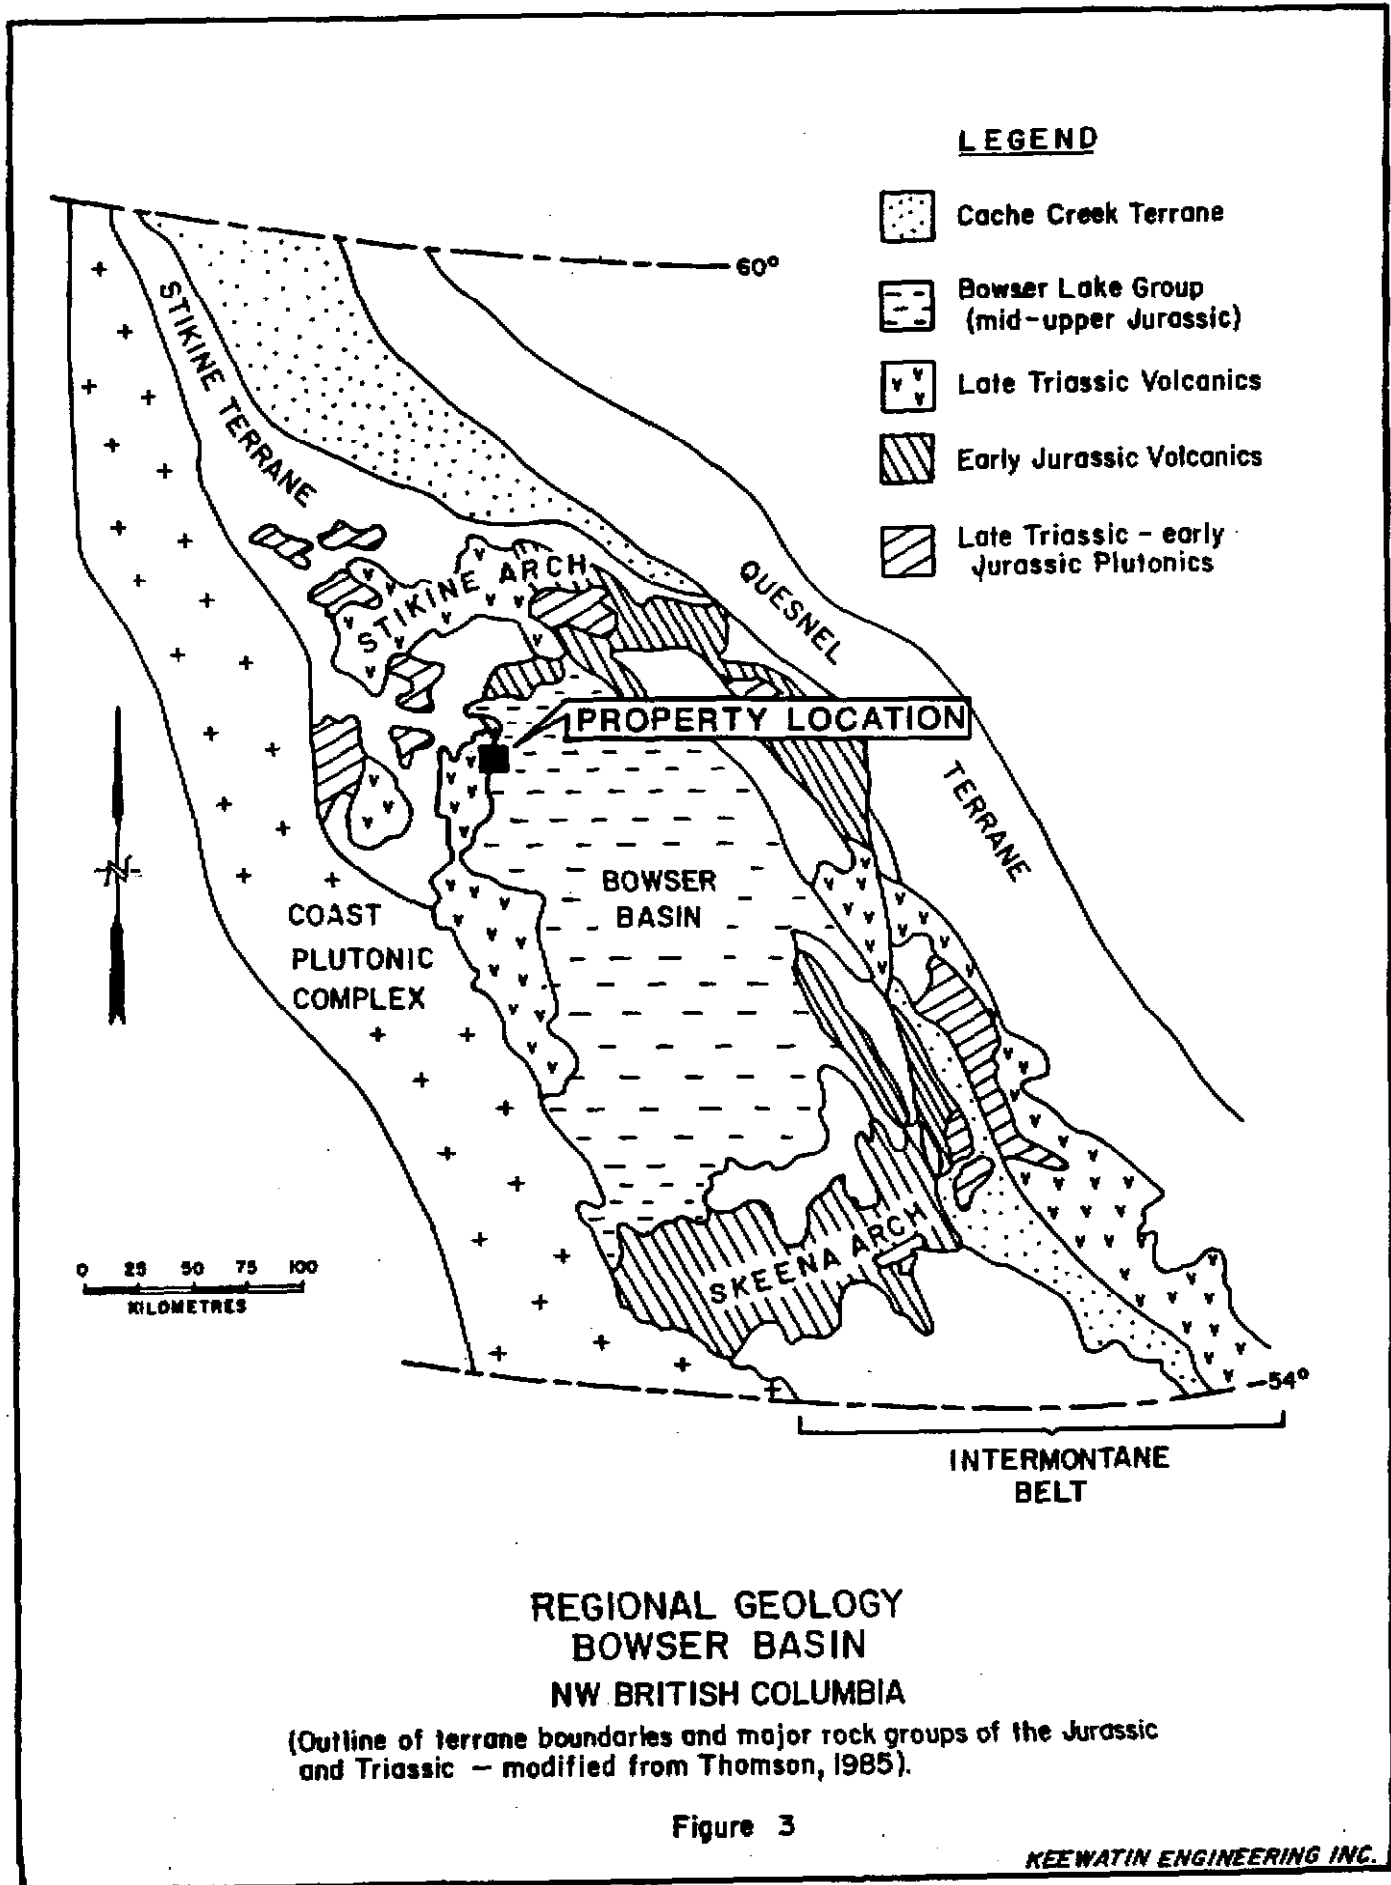 LEGEND
Cache Creek Terrane
Bowser Lake Group
(mid-upper Jurassic)
Late Triassic Volcanics
Early Jurassic Volcanics
Late Triassic - early
Jurassic Plutonics
60°
STIKINE TERRANE
STIKINE ARCH
QUESNEL
TERRANE
PROPERTY LOCATION
BOWSER
BASIN
COAST
PLUTONIC
COMPLEX
SKEENA ARCH
0 25 50 75 100
KILOMETRES
54°
INTERMONTANE
BELT
REGIONAL GEOLOGY
BOWSER BASIN
NW BRITISH COLUMBIA
(Outline of terrane boundaries and major rock groups of the Jurassic
and Triassic — modified from Thomson, 1985).
Figure 3
KEEWATIN ENGINEERING INC.